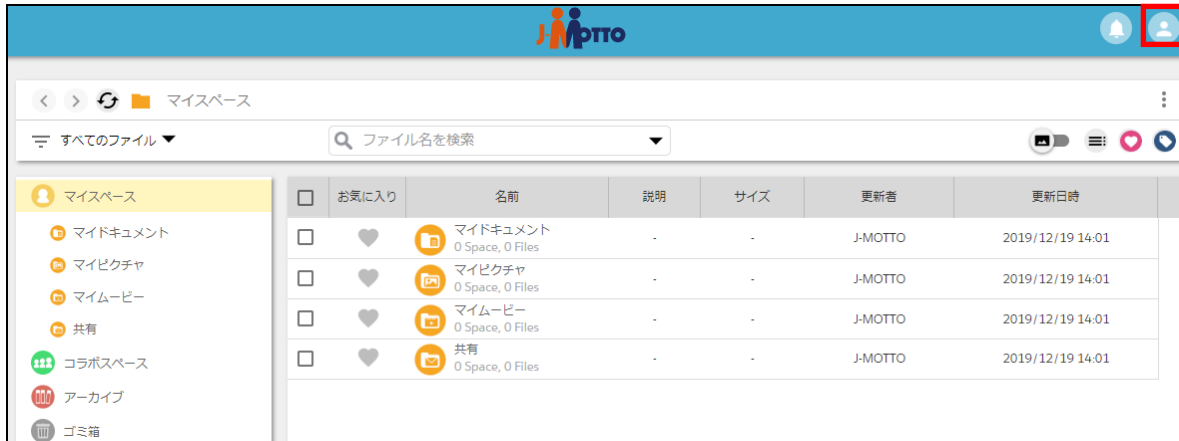 J-MOTTO
マイスペース
すべてのファイル
ファイル名を検索
マイスペース
マイドキュメント
マイピクチャ
マイムービー
共有
コラボスペース
アーカイブ
ゴミ箱
お気に入り 名前 説明 サイズ 更新者 更新日時
マイドキュメント
0 Space, 0 Files - - J-MOTTO 2019/12/19 14:01
マイピクチャ
0 Space, 0 Files - - J-MOTTO 2019/12/19 14:01
マイムービー
0 Space, 0 Files - - J-MOTTO 2019/12/19 14:01
共有
0 Space, 0 Files - - J-MOTTO 2019/12/19 14:01